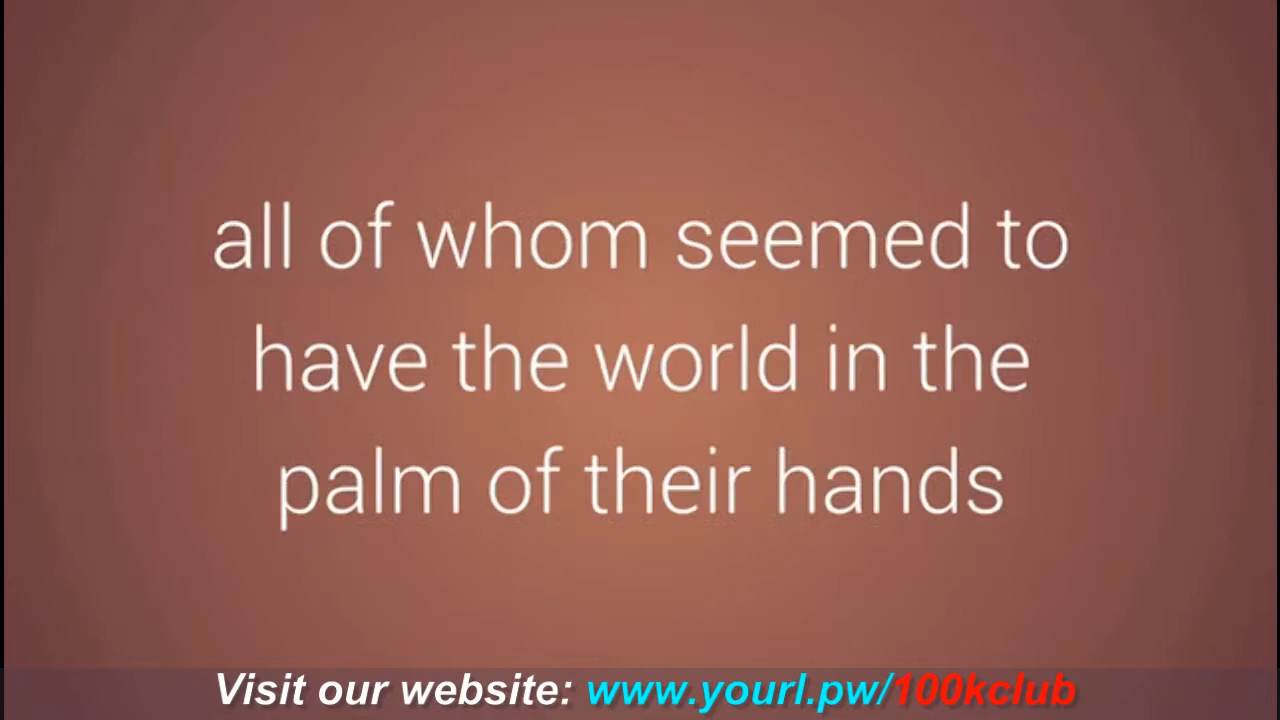 all of whom seemed to
have the world in the
palm of their hands
Visit our website: www.yourl.pw/100kclub